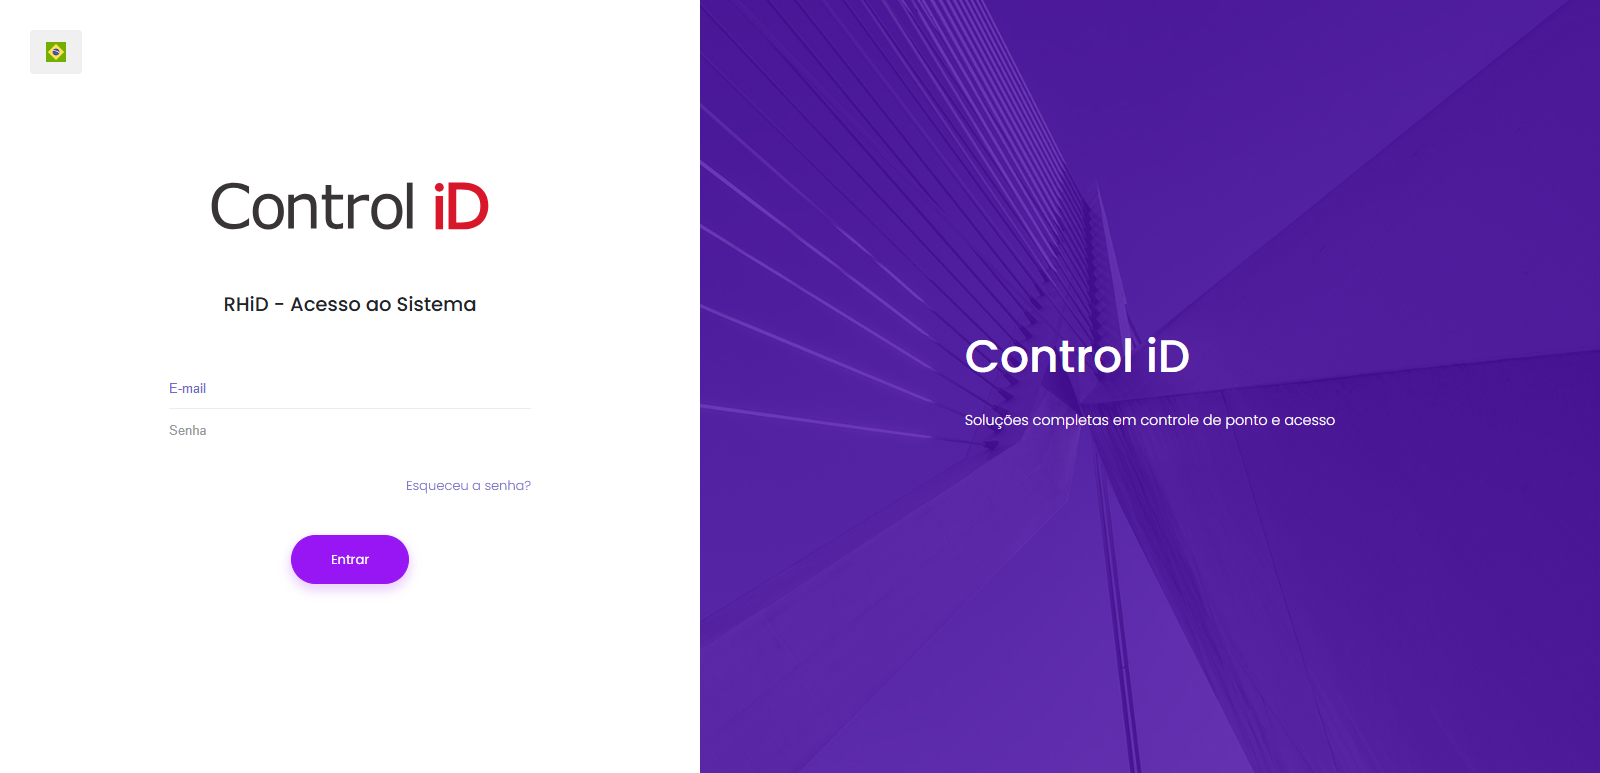 Control iD
RHiD - Acesso ao Sistema
E-mail
Senha
Esqueceu a senha?
Entrar
Control iD
Soluções completas em controle de ponto e acesso